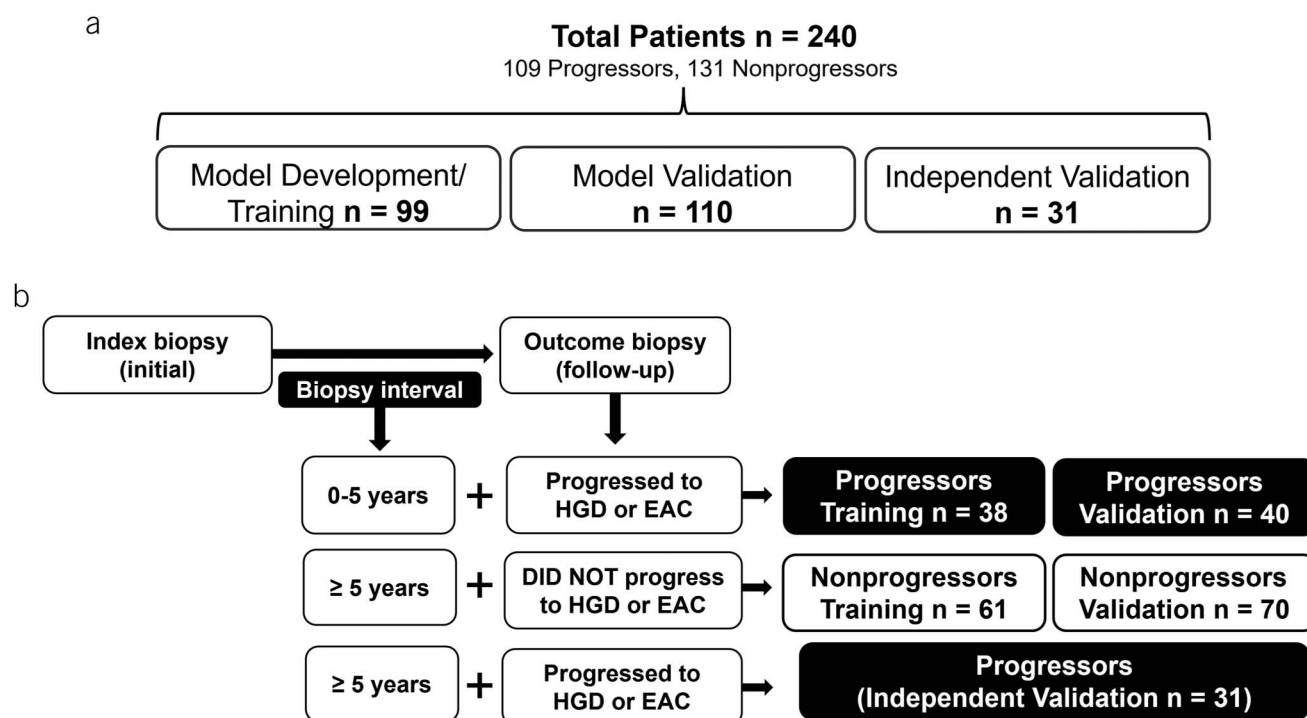 a
Total Patients n = 240
109 Progressors, 131 Nonprogressors
Model Development/
Training n = 99
Model Validation
n = 110
Independent Validation
n = 31
b
Index biopsy
(initial)
Outcome biopsy
(follow-up)
Biopsy interval
0-5 years
+
Progressed to
HGD or EAC
Progressors
Training n = 38
Progressors
Validation n = 40
≥ 5 years
+
DID NOT progress
to HGD or EAC
Nonprogressors
Training n = 61
Nonprogressors
Validation n = 70
≥ 5 years
+
Progressed to
HGD or EAC
Progressors
(Independent Validation n = 31)